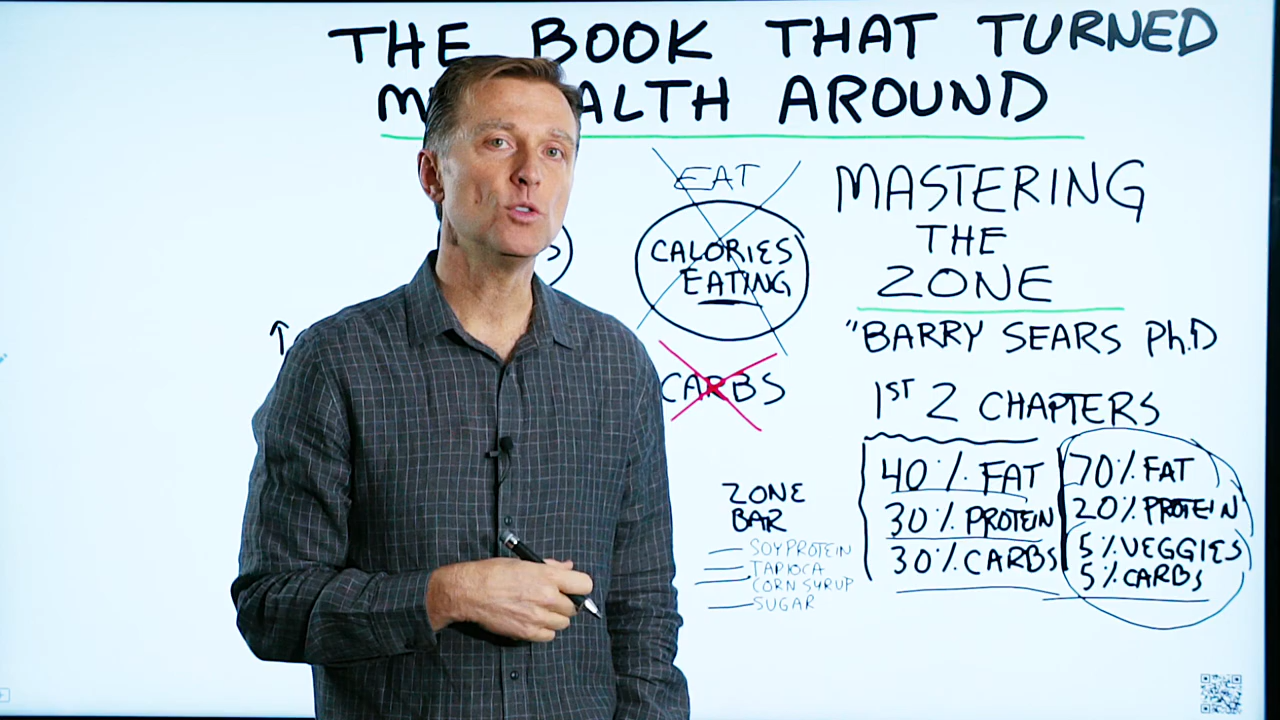 THE BOOK THAT TURNED
ALTH AROUND
EAT
CALORIES
EATING
CARBS
MASTERING
THE
ZONE
"BARRY SEARS Ph.D
1ST 2 CHAPTERS
40% FAT
30% PROTEIN
30% CARBS
70% FAT
20% PROTEIN
5% VEGGIES
5% CARBS
ZONE
BAR
SOY PROTEIN
TAPIOCA
CORN SYRUP
SUGAR